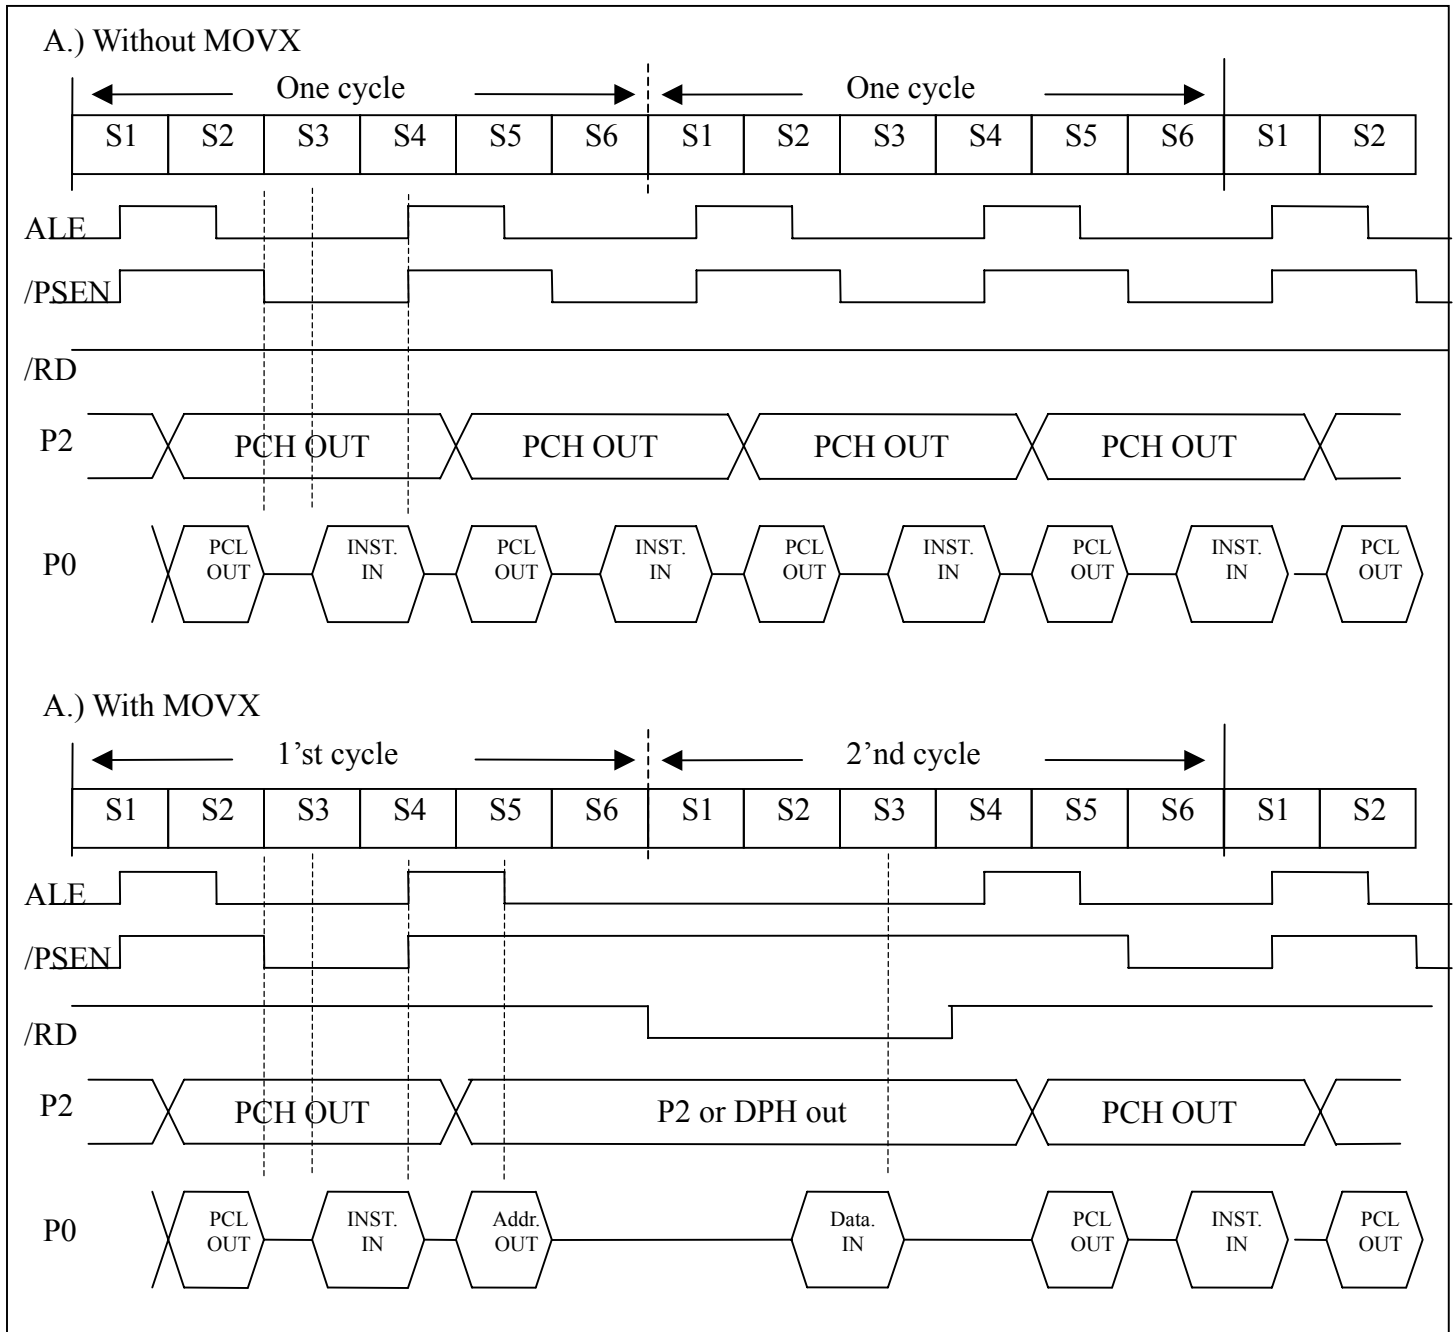 A.) Without MOVX
One cycle One cycle
S1 S2 S3 S4 S5 S6 S1 S2 S3 S4 S5 S6 S1 S2
ALE
/PSEN
/RD
P2 PCH OUT PCH OUT PCH OUT PCH OUT
P0 PCL INST. PCL INST. PCL INST. PCL INST. PCL
OUT IN OUT IN OUT IN OUT IN OUT
A.) With MOVX
1’st cycle 2’nd cycle
S1 S2 S3 S4 S5 S6 S1 S2 S3 S4 S5 S6 S1 S2
ALE
/PSEN
/RD
P2 PCH OUT P2 or DPH out PCH OUT
P0 PCL INST. Addr. Data. PCL INST. PCL
OUT IN OUT IN OUT IN OUT